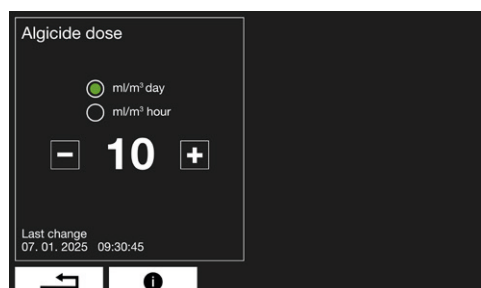 Algicide dose
ml/m³ day
ml/m³ hour
− 10 +
Last change
07. 01. 2025 09:30:45